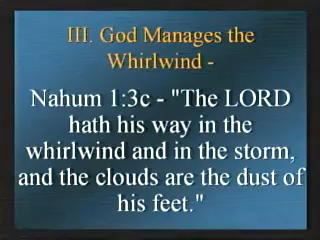 III. God Manages the
Whirlwind -
Nahum 1:3c - "The LORD
hath his way in the
whirlwind and in the storm,
and the clouds are the dust of
his feet."